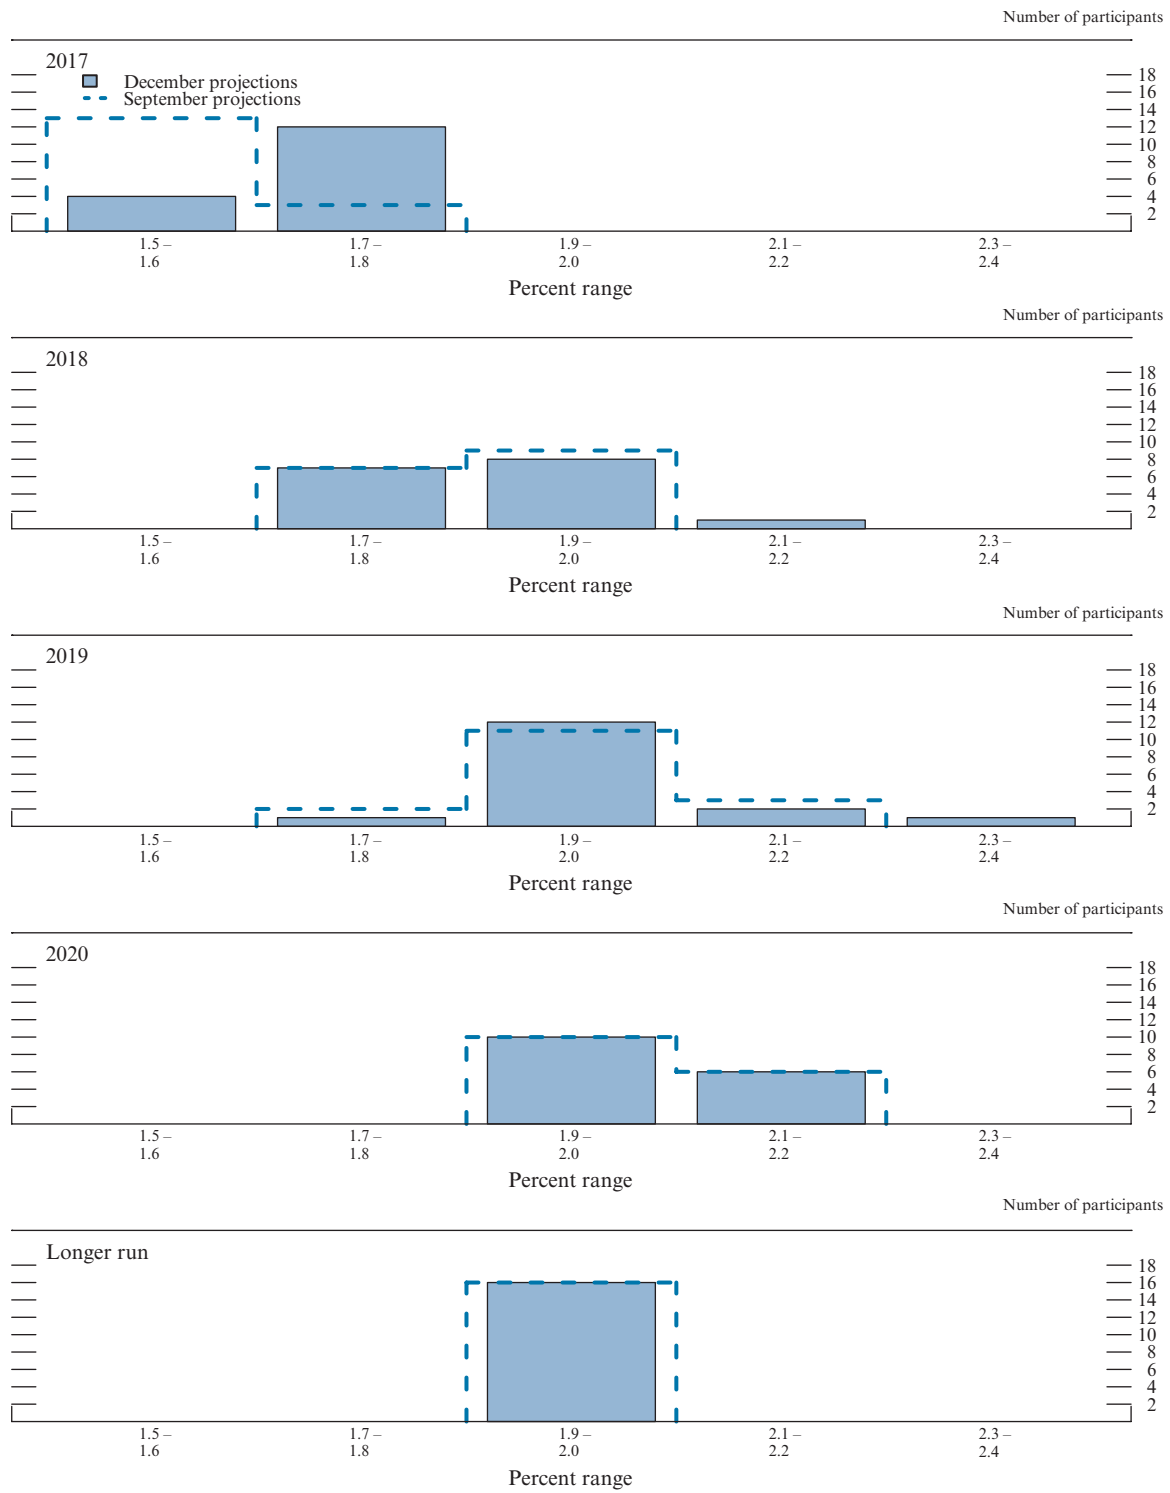 Number of participants
2017
December projections
September projections
18
16
14
12
10
8
6
4
2
1.5 – 1.7 – 1.9 – 2.1 – 2.3 –
1.6 1.8 2.0 2.2 2.4
Percent range
Number of participants
2018
18
16
14
12
10
8
6
4
2
1.5 – 1.7 – 1.9 – 2.1 – 2.3 –
1.6 1.8 2.0 2.2 2.4
Percent range
Number of participants
2019
18
16
14
12
10
8
6
4
2
1.5 – 1.7 – 1.9 – 2.1 – 2.3 –
1.6 1.8 2.0 2.2 2.4
Percent range
Number of participants
2020
18
16
14
12
10
8
6
4
2
1.5 – 1.7 – 1.9 – 2.1 – 2.3 –
1.6 1.8 2.0 2.2 2.4
Percent range
Number of participants
Longer run
18
16
14
12
10
8
6
4
2
1.5 – 1.7 – 1.9 – 2.1 – 2.3 –
1.6 1.8 2.0 2.2 2.4
Percent range